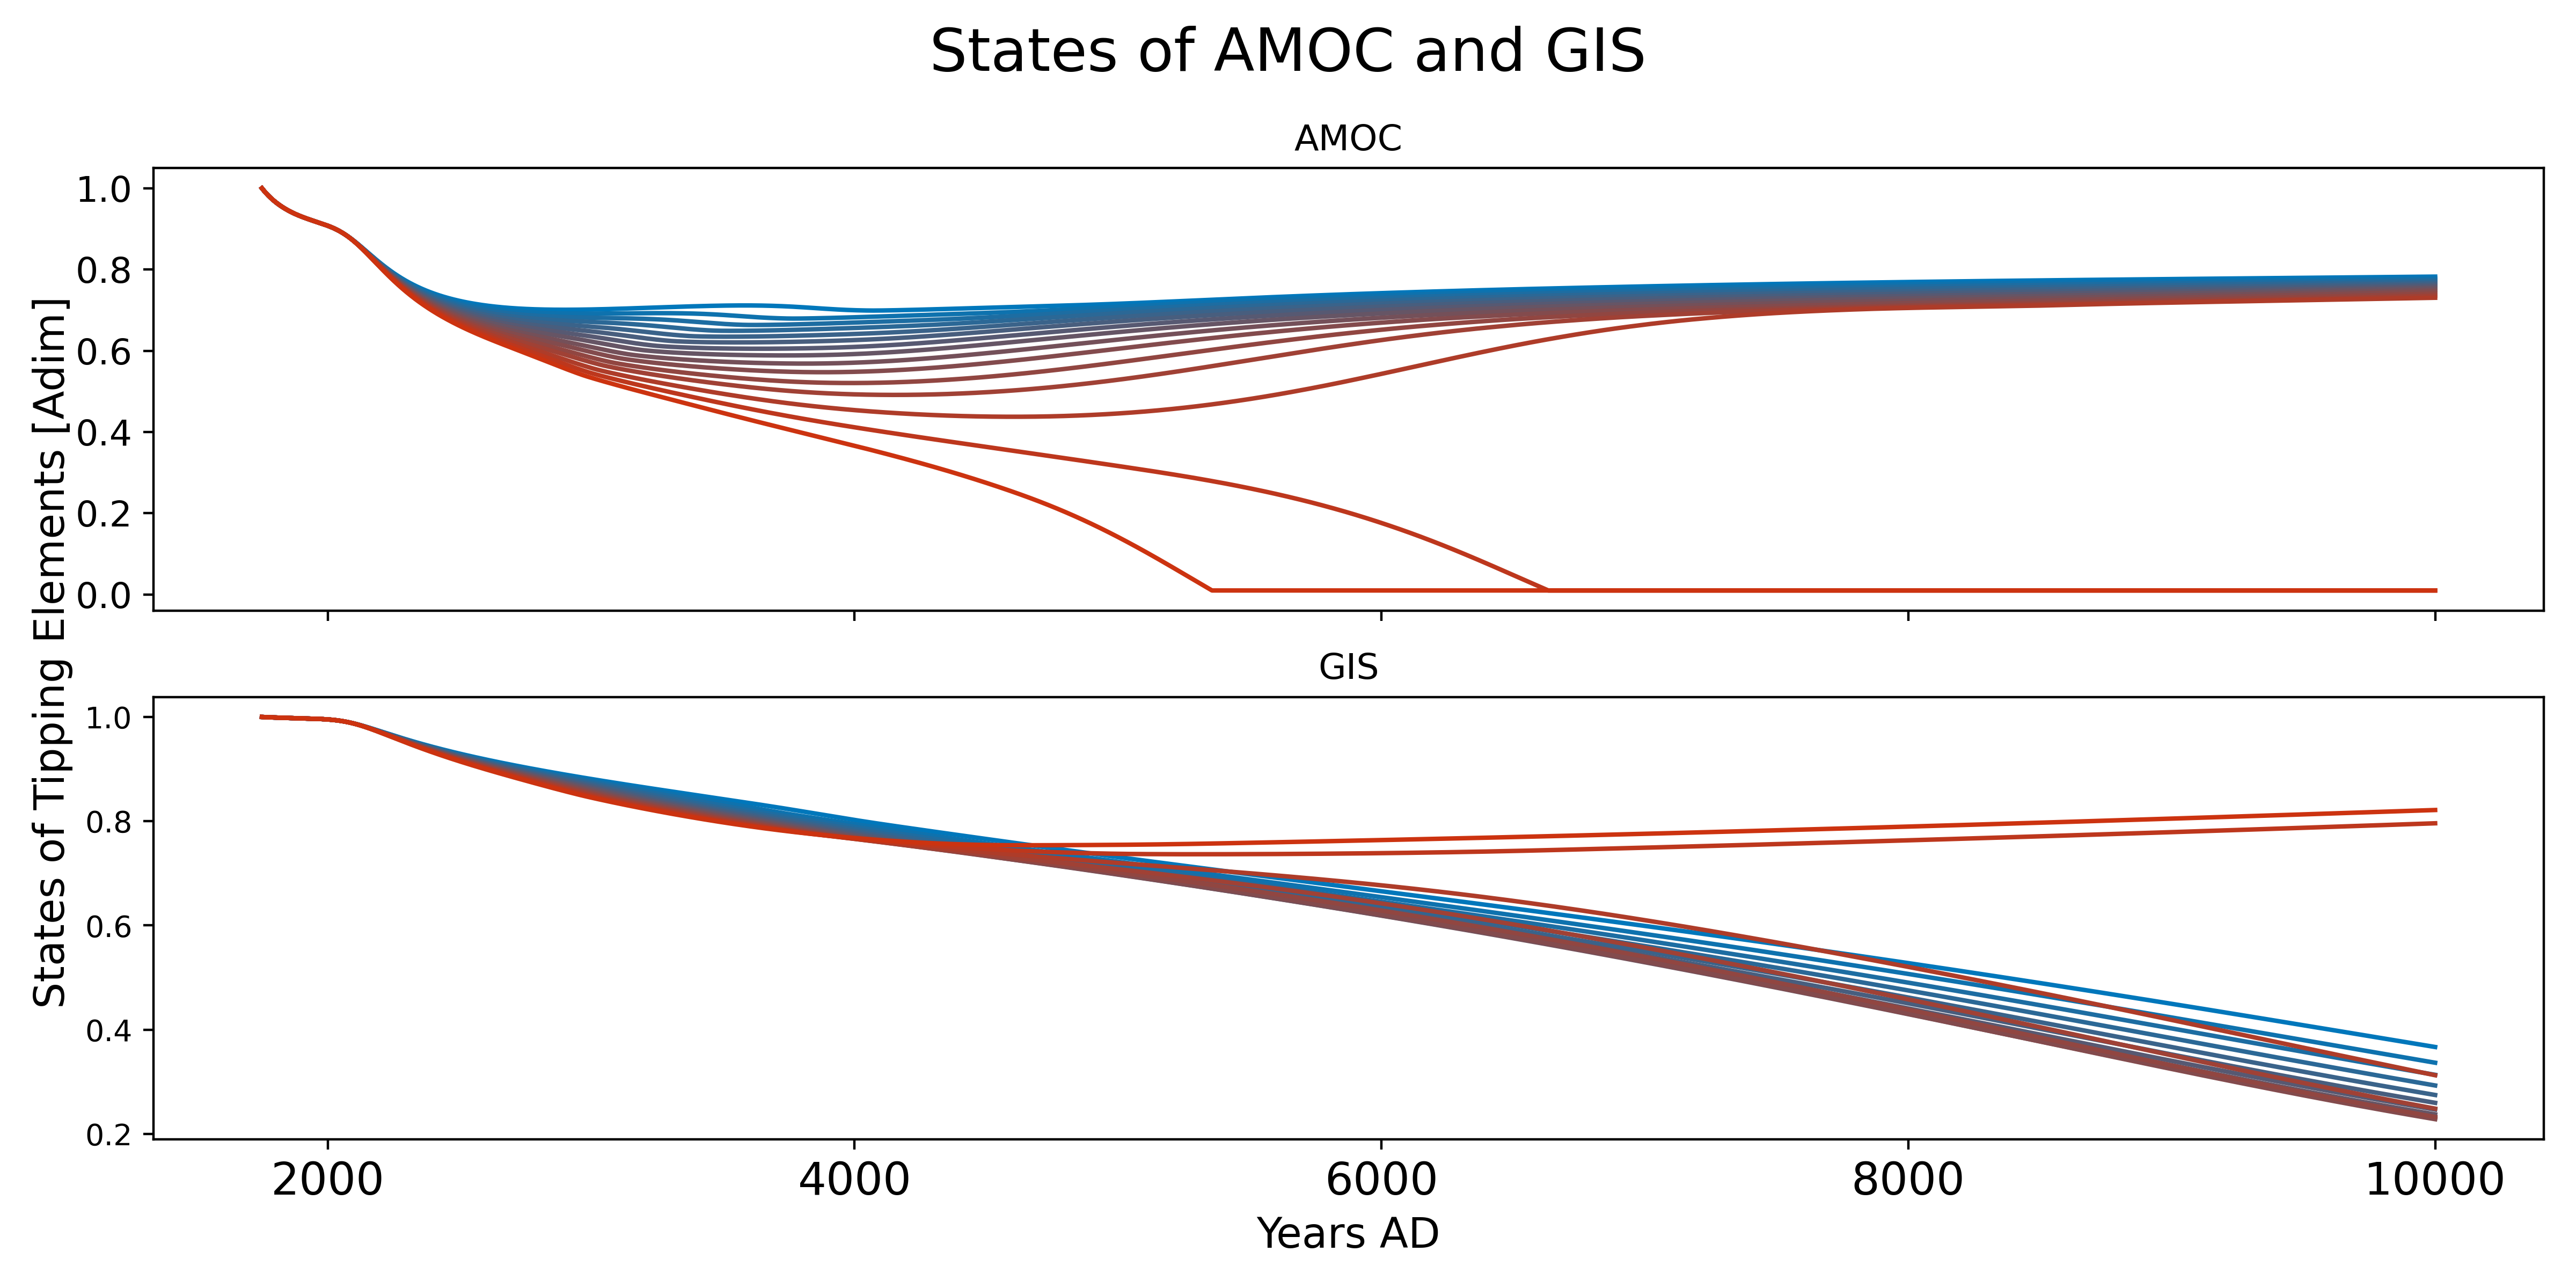 States of AMOC and GIS
AMOC
1.0
0.8
0.6
0.4
0.2
0.0
States of Tipping Elements [Adim]
GIS
1.0
0.8
0.6
0.4
0.2
2000 4000 6000 8000 10000
Years AD